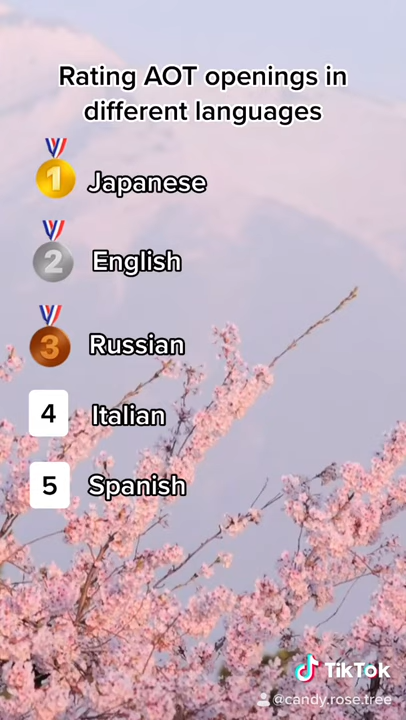 Rating AOT openings in
different languages
1 Japanese
2 English
3 Russian
4 Italian
5 Spanish
TikTok
@candy.rose.tree